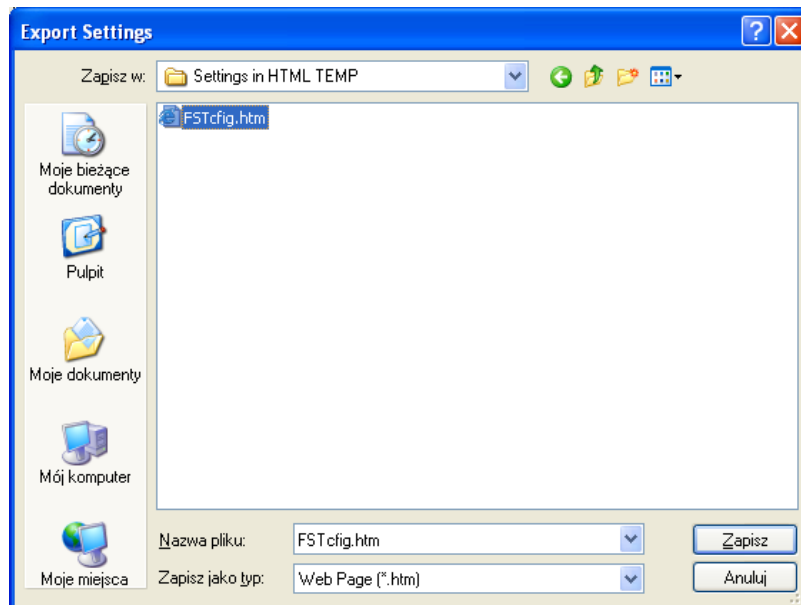 Export Settings
Zapisz w:
Settings in HTML TEMP
FSTcfig.htm
Moje bieżące
dokumenty
Pulpit
Moje dokumenty
Mój komputer
Moje miejsca
Nazwa pliku:
FSTcfig.htm
Zapisz
Zapisz jako typ:
Web Page (*.htm)
Anuluj